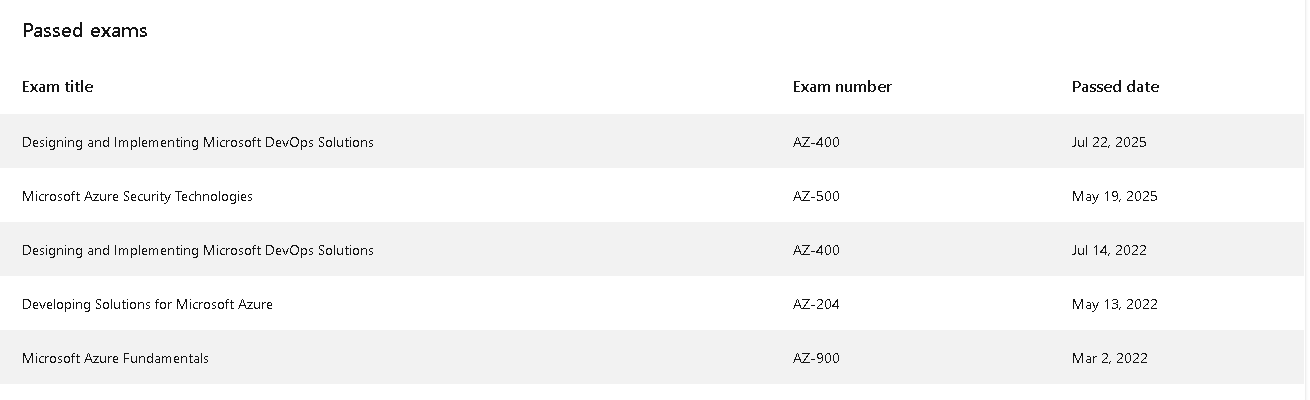 Passed exams
Exam title Exam number Passed date
Designing and Implementing Microsoft DevOps Solutions AZ-400 Jul 22, 2025
Microsoft Azure Security Technologies AZ-500 May 19, 2025
Designing and Implementing Microsoft DevOps Solutions AZ-400 Jul 14, 2022
Developing Solutions for Microsoft Azure AZ-204 May 13, 2022
Microsoft Azure Fundamentals AZ-900 Mar 2, 2022